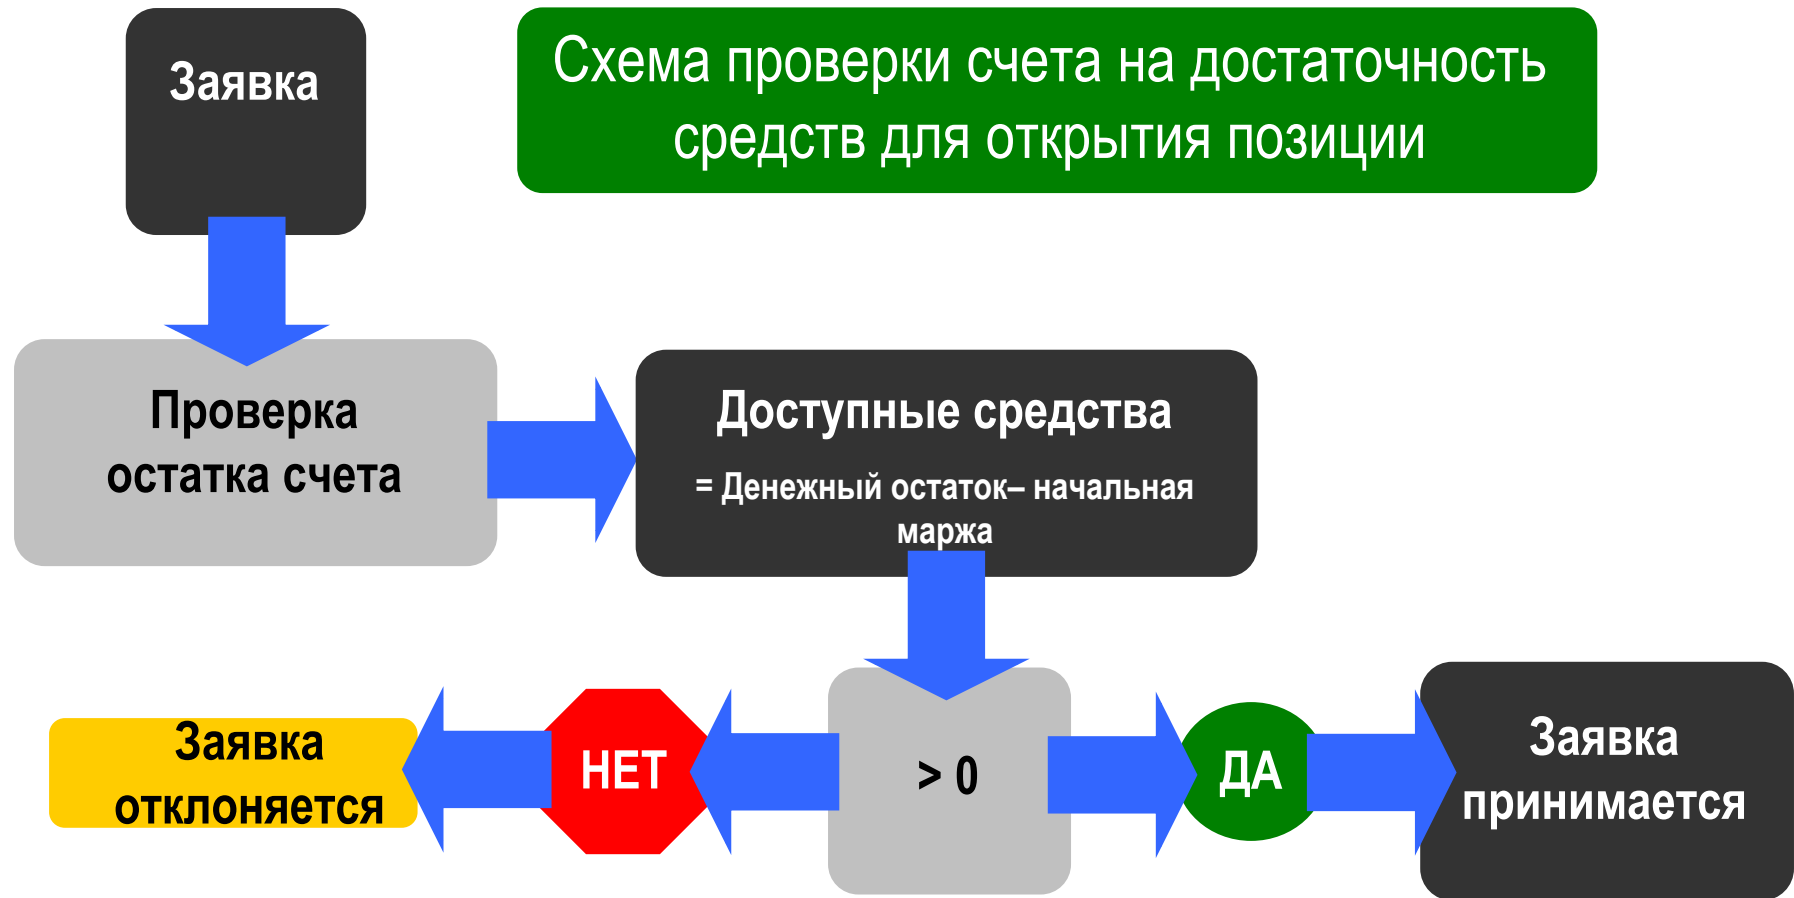 Заявка
Схема проверки счета на достаточность
средств для открытия позиции
Проверка
остатка счета
Доступные средства
= Денежный остаток– начальная
маржа
Заявка
отклоняется
НЕТ
> 0
ДА
Заявка
принимается